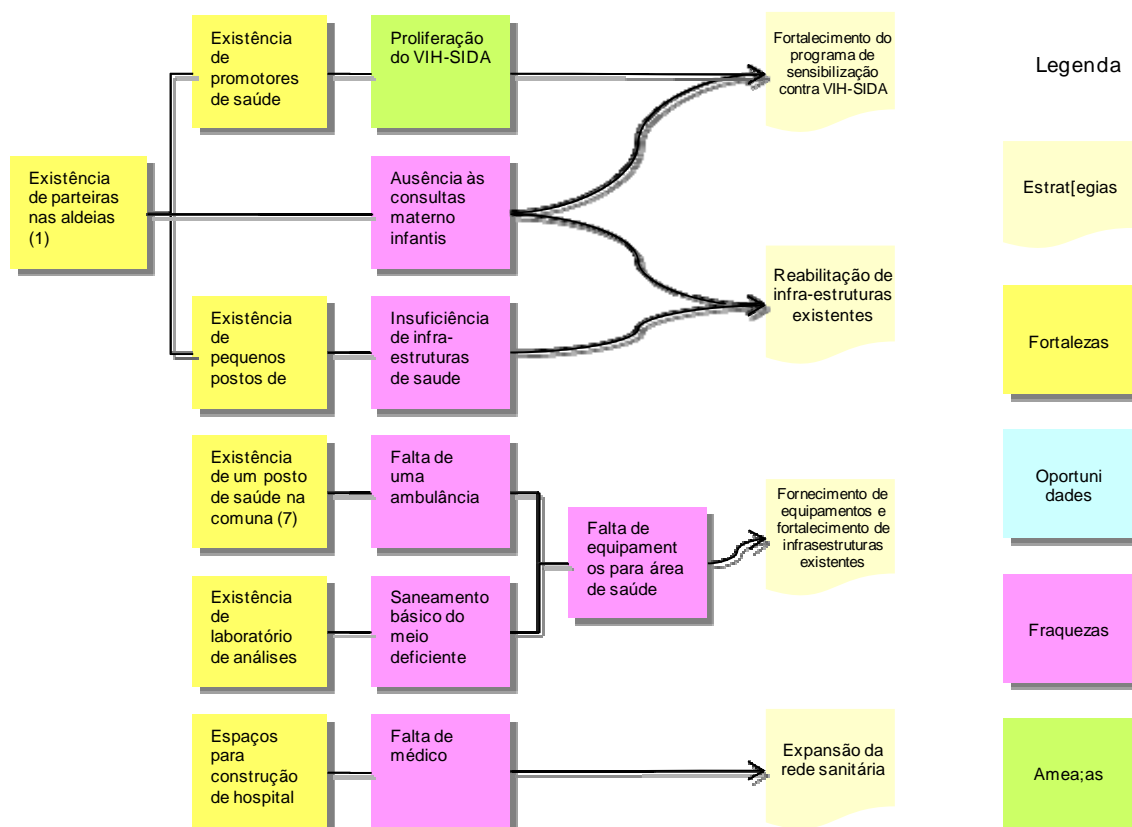 Existência
de
promotores
de saúde
Proliferação
do VIH-SIDA
Fortalecimento do
programa de
sensibilização
contra VIH-SIDA
Legenda
Existência
de parteiras
nas aldeias
(1)
Ausência às
consultas
materno
infantis
Estrat[egias
Existência
de
pequenos
postos de
Insuficiência
de infra-
estruturas
de saude
Reabilitação de
infra-estruturas
existentes
Fortalezas
Existência
de um posto
de saúde na
comuna (7)
Falta de
uma
ambulância
Falta de
equipament
os para área
de saúde
Fornecimento de
equipamentos e
fortalecimento de
infrasestruturas
existentes
Oportuni
dades
Existência
de
laboratório
de análises
Saneamento
básico do
meio
deficiente
Fraquezas
Espaços
para
construção
de hospital
Falta de
médico
Expansão da
rede sanitária
Amea;as